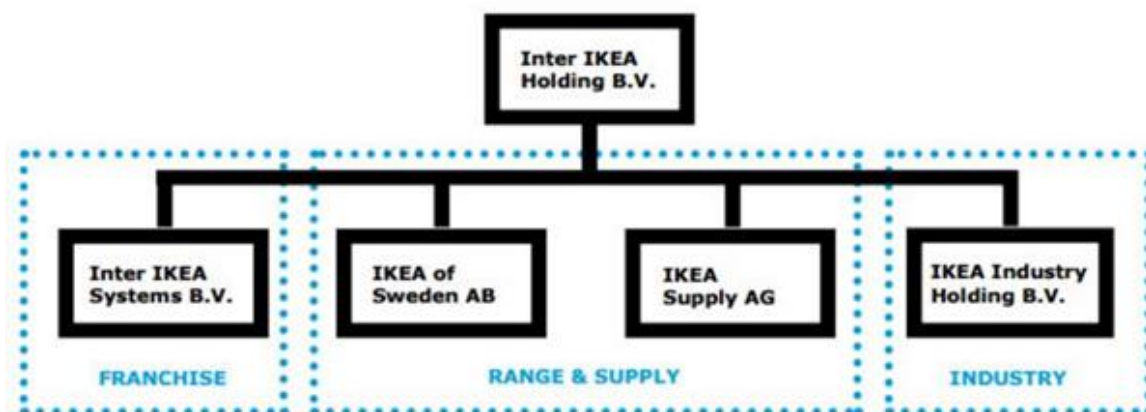 Inter IKEA
Holding B.V.
Inter IKEA
Systems B.V.
IKEA of
Sweden AB
IKEA
Supply AG
IKEA Industry
Holding B.V.
FRANCHISE
RANGE & SUPPLY
INDUSTRY